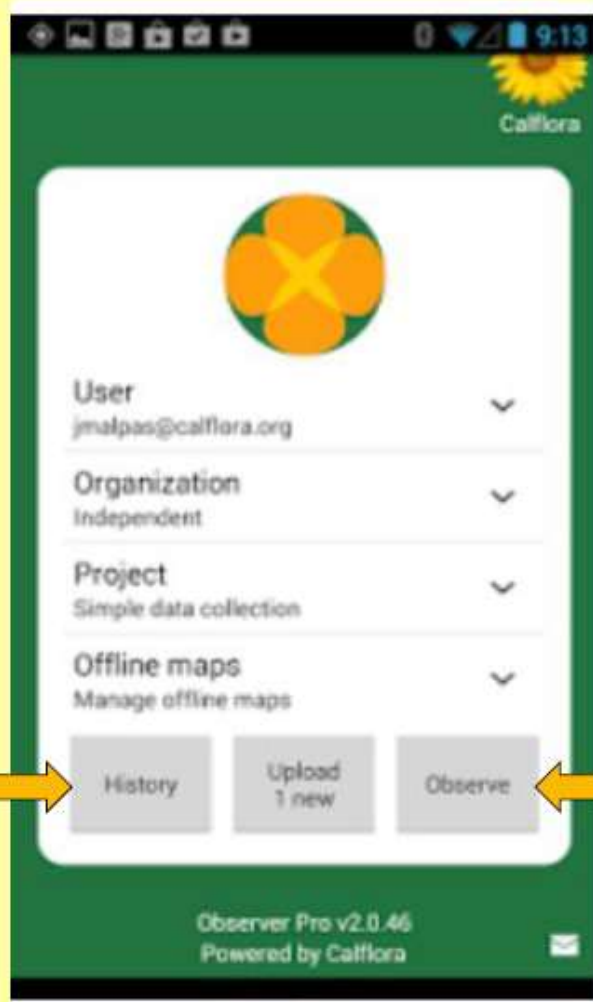 9:13
Calflora
User
jmalpas@calflora.org
Organization
Independent
Project
Simple data collection
Offline maps
Manage offline maps
History
Upload
1 new
Observe
Observer Pro v2.0.46
Powered by Calflora